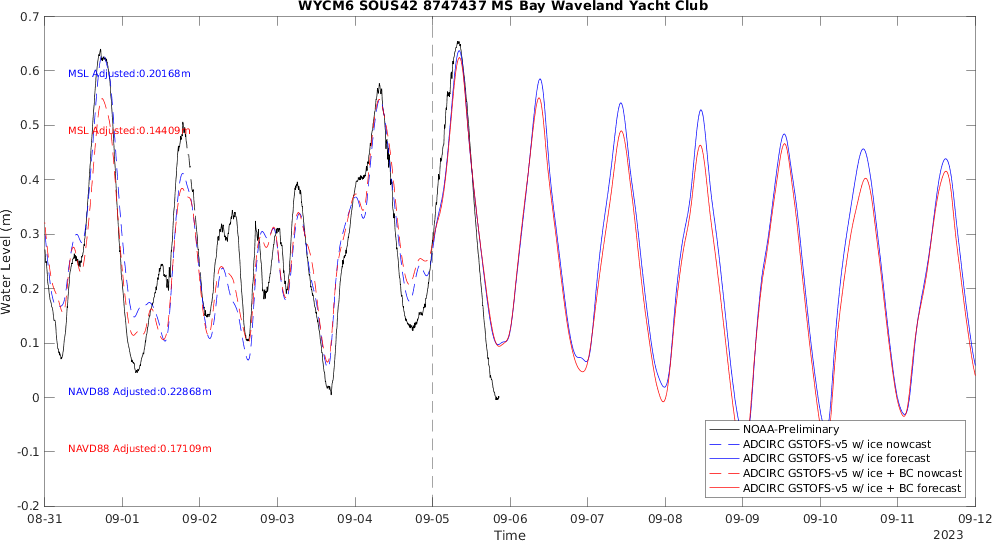 WYCM6 SOUS42 8747437 MS Bay Waveland Yacht Club
0.7
0.6
0.5
0.4
0.3
0.2
0.1
0
-0.1
-0.2
Water Level (m)
MSL Adjusted:0.20168m
MSL Adjusted:0.14409m
NAVD88 Adjusted:0.22868m
NAVD88 Adjusted:0.17109m
NOAA-Preliminary
ADCIRC GSTOFS-v5 w/ ice nowcast
ADCIRC GSTOFS-v5 w/ ice forecast
ADCIRC GSTOFS-v5 w/ ice + BC nowcast
ADCIRC GSTOFS-v5 w/ ice + BC forecast
08-31 09-01 09-02 09-03 09-04 09-05 09-06 09-07 09-08 09-09 09-10 09-11 09-12
Time
2023